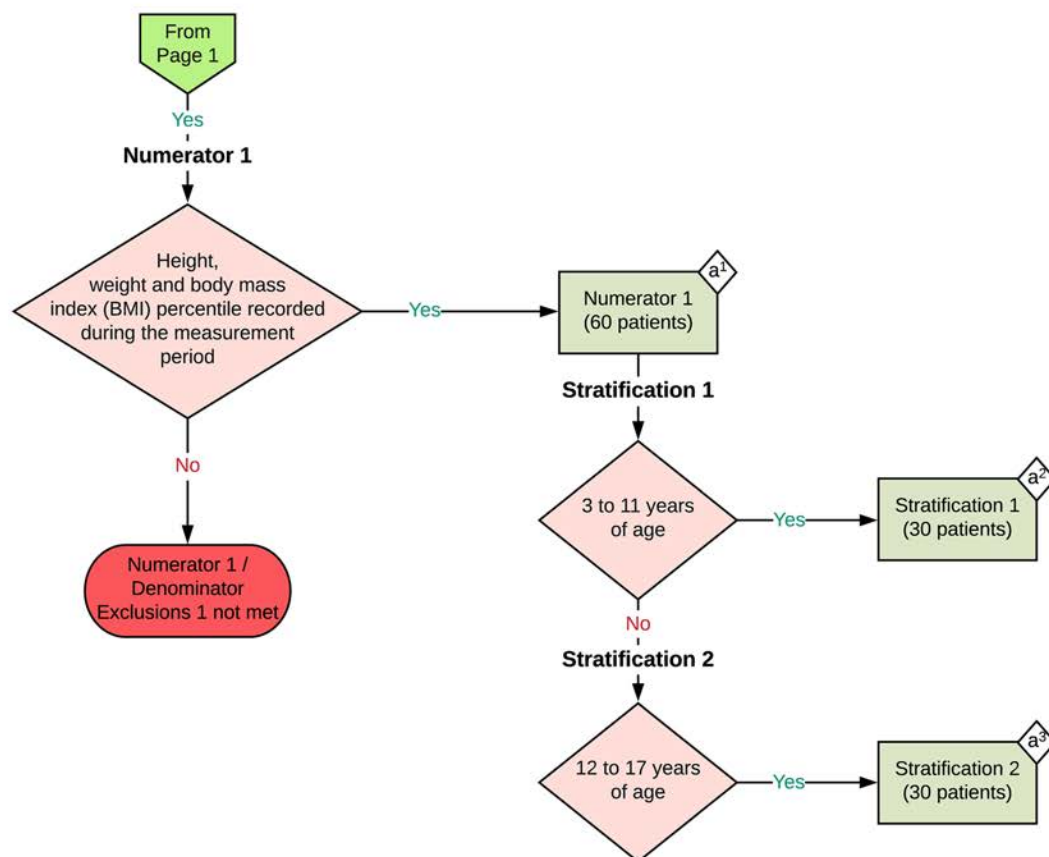 From
Page 1
Yes
Numerator 1
Height,
weight and body mass
index (BMI) percentile recorded
during the measurement
period
Yes
a1
Numerator 1
(60 patients)
No
Numerator 1 /
Denominator
Exclusions 1 not met
Stratification 1
3 to 11 years
of age
Yes
a2
Stratification 1
(30 patients)
No
Stratification 2
12 to 17 years
of age
Yes
a3
Stratification 2
(30 patients)